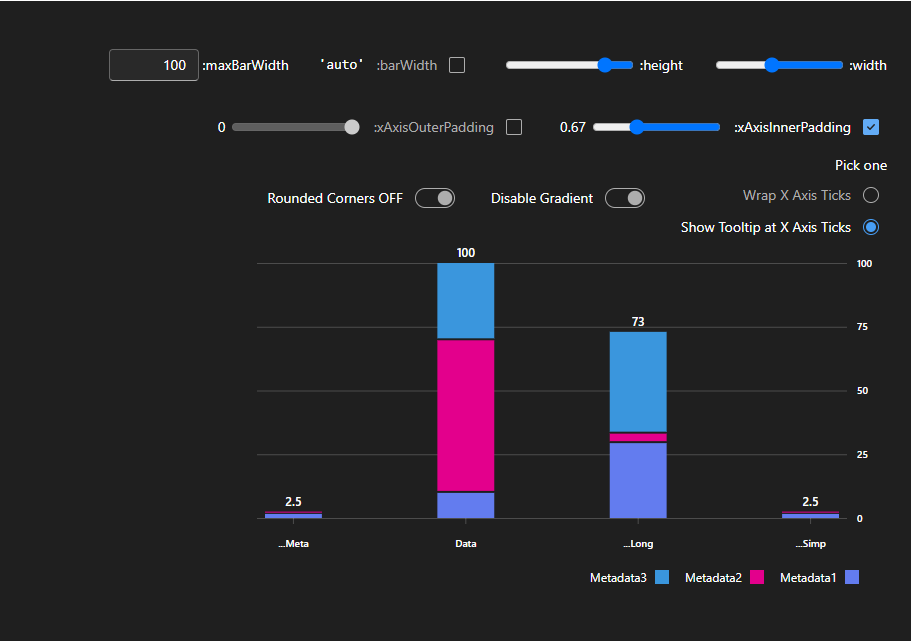 100 :maxBarWidth 'auto' :barWidth :height :width
0 :xAxisOuterPadding 0.67 :xAxisInnerPadding
Pick one
Rounded Corners OFF Disable Gradient Wrap X Axis Ticks
Show Tooltip at X Axis Ticks
100
100
73
75
50
25
2.5 2.5
0
...Meta Data ...Long ...Simp
Metadata3 Metadata2 Metadata1